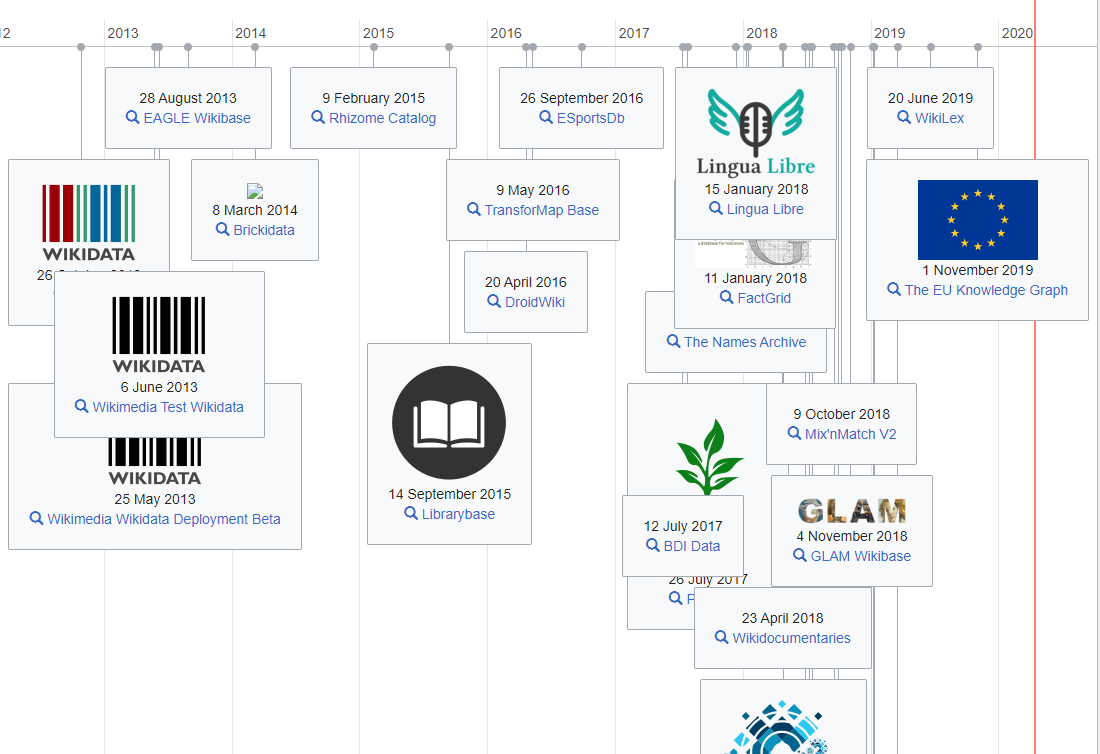 12
2013
2014
2015
2016
2017
2018
2019
2020
28 August 2013
EAGLE Wikibase
9 February 2015
Rhizome Catalog
26 September 2016
ESportsDb
Lingua Libre
15 January 2018
Lingua Libre
20 June 2019
WikiLex
WIKIDATA
26
8 March 2014
Brickidata
9 May 2016
TransforMap Base
a database for historians
G
11 January 2018
FactGrid
1 November 2019
The EU Knowledge Graph
20 April 2016
DroidWiki
The Names Archive
WIKIDATA
6 June 2013
Wikimedia Test Wikidata
WIKIDATA
25 May 2013
Wikimedia Wikidata Deployment Beta
14 September 2015
Librarybase
9 October 2018
Mix'nMatch V2
12 July 2017
BDI Data
26 July 2017
P
GLAM
4 November 2018
GLAM Wikibase
23 April 2018
Wikidocumentaries